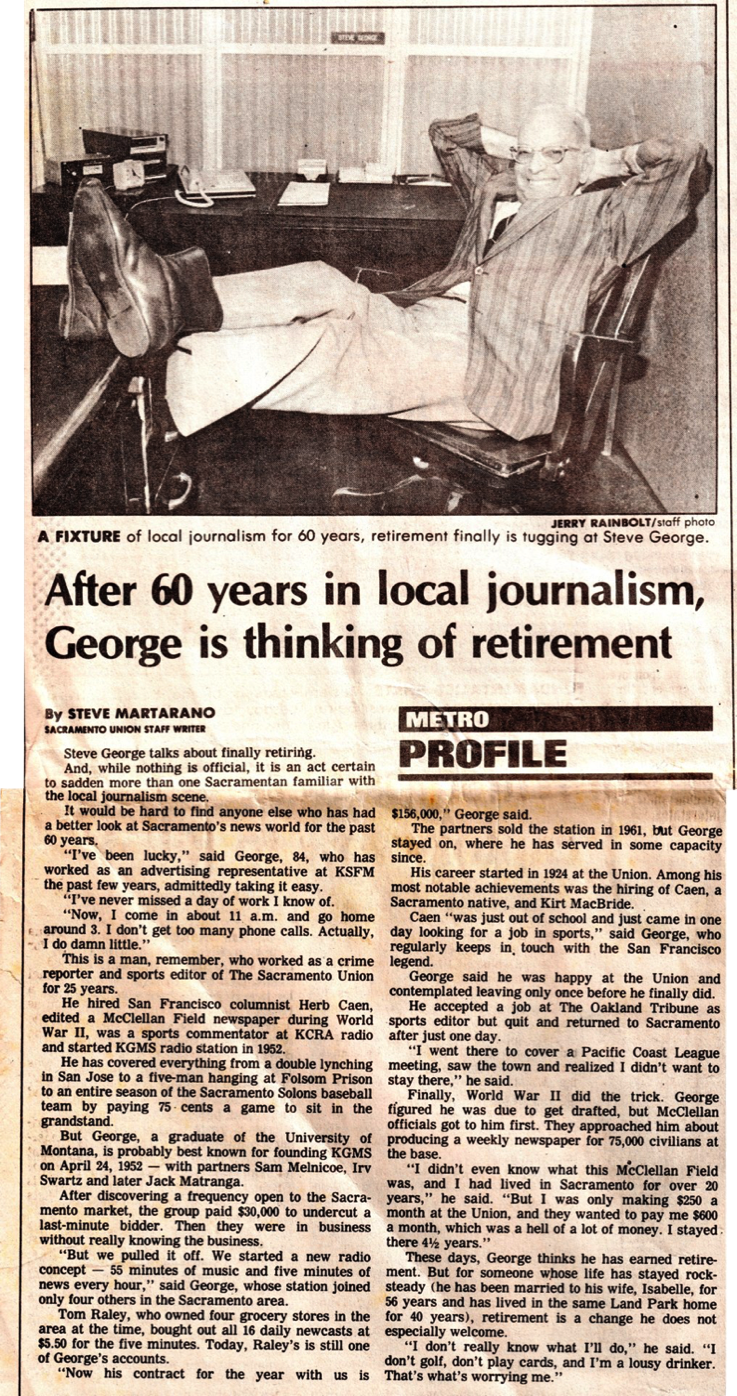 STEVE GEORGE
JERRY RAINBOLT/staff photo
A FIXTURE of local journalism for 60 years, retirement finally is tugging at Steve George.
After 60 years in local journalism,
George is thinking of retirement
By STEVE MARTARANO
SACRAMENTO UNION STAFF WRITER
METRO
PROFILE
Steve George talks about finally retiring.
And, while nothing is official, it is an act certain
to sadden more than one Sacramentan familiar with
the local journalism scene.
It would be hard to find anyone else who has had
a better look at Sacramento's news world for the past
60 years.
"I've been lucky," said George, 84, who has
worked as an advertising representative at KSFM
the past few years, admittedly taking it easy.
"I've never missed a day of work I know of.
"Now, I come in about 11 a.m. and go home
around 3. I don't get too many phone calls. Actually,
I do damn little."
This is a man, remember, who worked as a crime
reporter and sports editor of The Sacramento Union
for 25 years.
He hired San Francisco columnist Herb Caen,
edited a McClellan Field newspaper during World
War II, was a sports commentator at KCRA radio
and started KGMS radio station in 1952.
He has covered everything from a double lynching
in San Jose to a five-man hanging at Folsom Prison
to an entire season of the Sacramento Solons baseball
team by paying 75 cents a game to sit in the
grandstand.
But George, a graduate of the University of
Montana, is probably best known for founding KGMS
on April 24, 1952 — with partners Sam Melnicoe, Irv
Swartz and later Jack Matranga.
After discovering a frequency open to the Sacra-
mento market, the group paid $30,000 to undercut a
last-minute bidder. Then they were in business
without really knowing the business.
"But we pulled it off. We started a new radio
concept — 55 minutes of music and five minutes of
news every hour," said George, whose station joined
only four others in the Sacramento area.
Tom Raley, who owned four grocery stores in the
area at the time, bought out all 16 daily newcasts at
$5.50 for the five minutes. Today, Raley's is still one
of George's accounts.
"Now his contract for the year with us is
$156,000," George said.
The partners sold the station in 1961, but George
stayed on, where he has served in some capacity
since.
His career started in 1924 at the Union. Among his
most notable achievements was the hiring of Caen, a
Sacramento native, and Kirt MacBride.
Caen "was just out of school and just came in one
day looking for a job in sports," said George, who
regularly keeps in touch with the San Francisco
legend.
George said he was happy at the Union and
contemplated leaving only once before he finally did.
He accepted a job at The Oakland Tribune as
sports editor but quit and returned to Sacramento
after just one day.
"I went there to cover a Pacific Coast League
meeting, saw the town and realized I didn't want to
stay there," he said.
Finally, World War II did the trick. George
figured he was due to get drafted, but McClellan
officials got to him first. They approached him about
producing a weekly newspaper for 75,000 civilians at
the base.
"I didn't even know what this McClellan Field
was, and I had lived in Sacramento for over 20
years," he said. "But I was only making $250 a
month at the Union, and they wanted to pay me $600
a month, which was a hell of a lot of money. I stayed
there 4½ years."
These days, George thinks he has earned retire-
ment. But for someone whose life has stayed rock-
steady (he has been married to his wife, Isabelle, for
56 years and has lived in the same Land Park home
for 40 years), retirement is a change he does not
especially welcome.
"I don't really know what I'll do," he said. "I
don't golf, don't play cards, and I'm a lousy drinker.
That's what's worrying me."